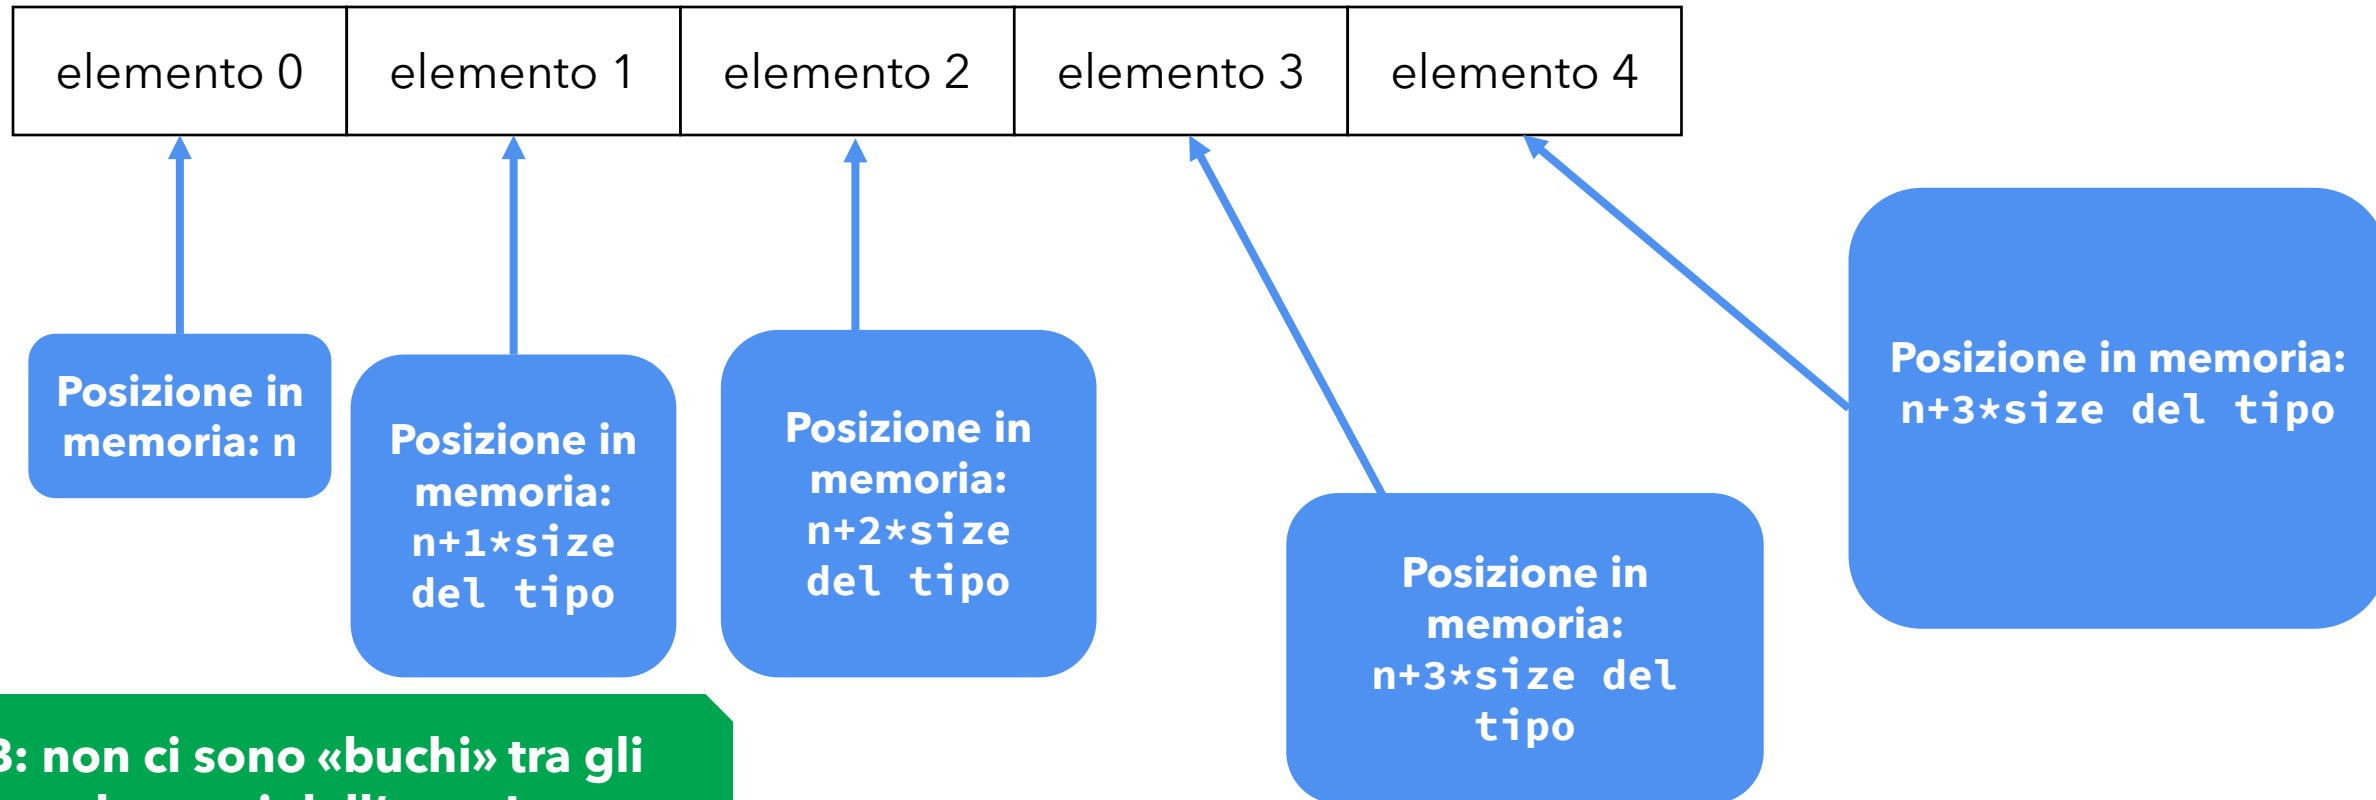 elemento 0
elemento 1
elemento 2
elemento 3
elemento 4
Posizione in
memoria: n
Posizione in
memoria:
n+1*size
del tipo
Posizione in
memoria:
n+2*size
del tipo
Posizione in
memoria:
n+3*size del
tipo
Posizione in memoria:
n+3*size del tipo
: non ci sono «buchi» tra gli